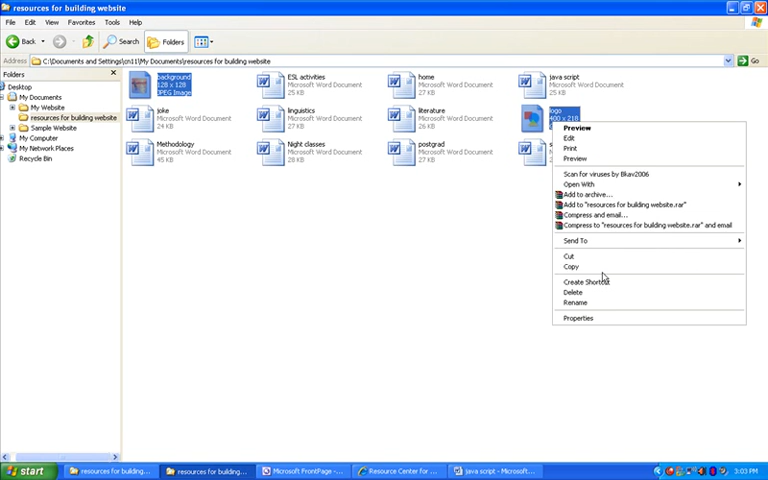 resources for building website
File Edit View Favorites Tools Help
Back Search Folders
Address C:\Documents and Settings\cn11\My Documents\resources for building website Go
Folders
Desktop
My Documents
My Website
resources for building website
Sample Website
My Computer
My Network Places
Recycle Bin
background
128 x 128
JPEG Image
ESL activities
Microsoft Word Document
25 KB
home
Microsoft Word Document
27 KB
java script
Microsoft Word Document
25 KB
joke
Microsoft Word Document
24 KB
linguistics
Microsoft Word Document
27 KB
literature
Microsoft Word Document
27 KB
logo
400 x 218
Methodology
Microsoft Word Document
45 KB
Night classes
Microsoft Word Document
28 KB
postgrad
Microsoft Word Document
27 KB
Preview
Edit
Print
Preview
Scan for viruses by Bkav2006
Open With
Add to archive...
Add to "resources for building website.rar"
Compress and email...
Compress to "resources for building website.rar" and email
Send To
Cut
Copy
Create Shortcut
Delete
Rename
Properties
start resources for building... resources for building... Microsoft FrontPage -... Resource Center for ... java script - Microsoft... 3:03 PM